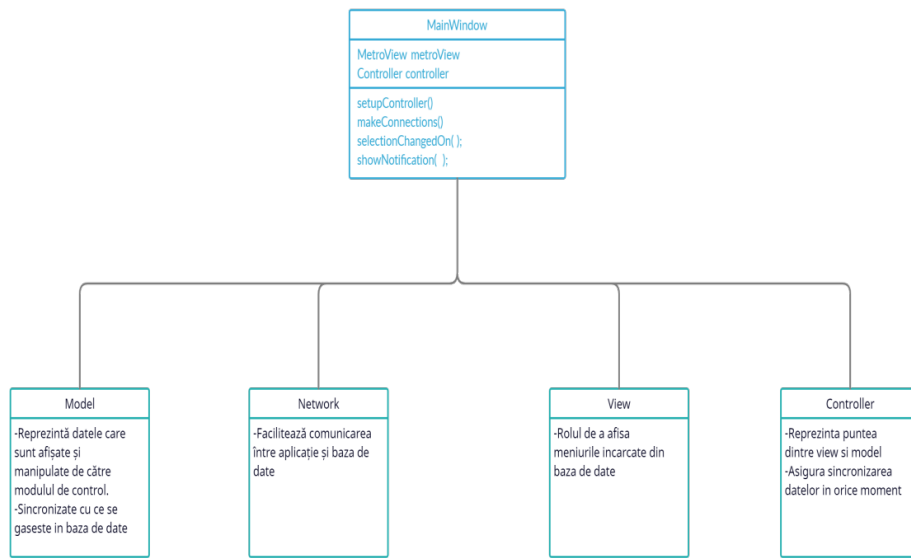 MainWindow
MetroView metroView
Controller controller
setupController()
makeConnections()
selectionChangedOn( );
showNotification(  );
Model
-Reprezintă datele care
sunt afișate și
manipulate de către
modulul de control.
-Sincronizate cu ce se
gaseste in baza de date
Network
-Facilitează comunicarea
între aplicație și baza de
date
View
-Rolul de a afisa
meniurile incarcate din
baza de date
Controller
-Reprezinta puntea
dintre view si model
-Asigura sincronizarea
datelor in orice moment